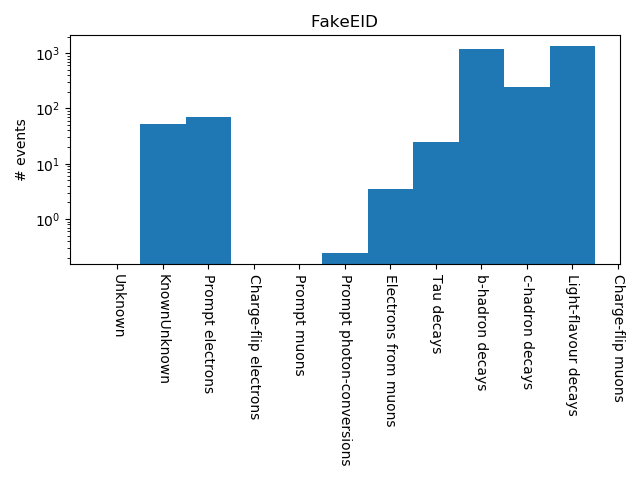 FakeEID
# events
10³
10²
10¹
10⁰
Unknown
KnownUnknown
Prompt electrons
Charge-flip electrons
Prompt muons
Prompt photon-conversions
Electrons from muons
Tau decays
b-hadron decays
c-hadron decays
Light-flavour decays
Charge-flip muons